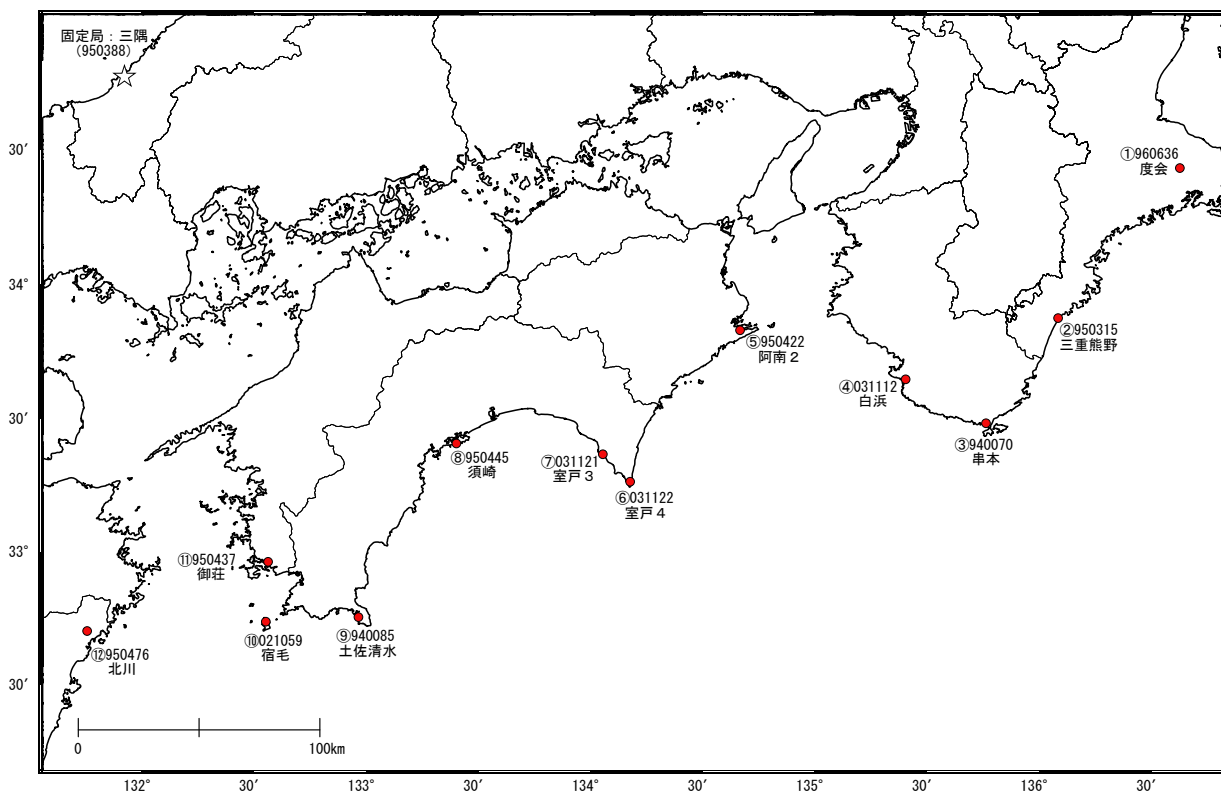 固定局：三隅
（950388）
30′
①960636
度会
34°
②950315
三重熊野
⑤950422
阿南２
④031112
白浜
30′
③940070
串本
⑧950445
須崎
⑦031121
室戸３
⑥031122
室戸４
33°
⑪950437
御荘
⑩021059
宿毛
⑨940085
土佐清水
⑫950476
北川
30′
0
100km
132°
30′
133°
30′
134°
30′
135°
30′
136°
30′